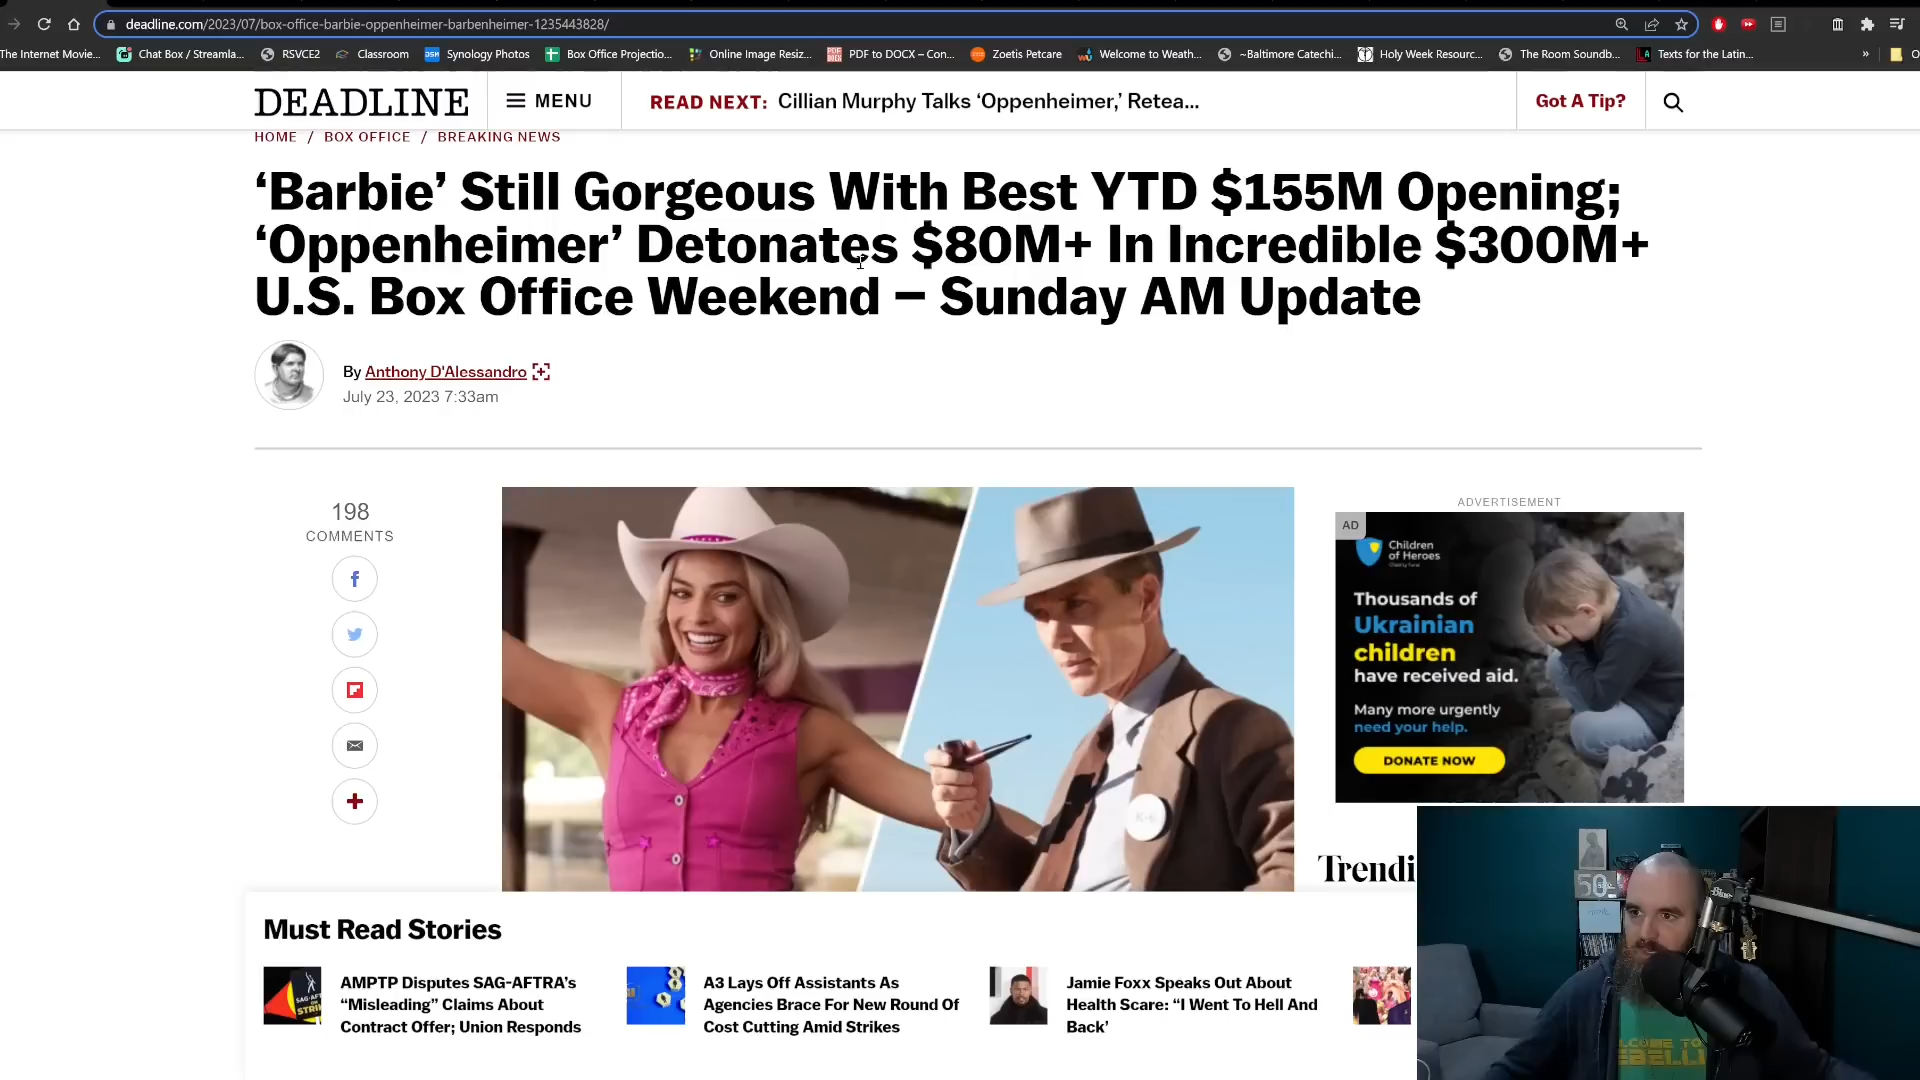 deadline.com/2023/07/box-office-barbie-oppenheimer-barbenheimer-1235443828/
The Internet Movie...
Chat Box / Streamla...
RSVCE2
Classroom
Synology Photos
Box Office Projectio...
Online Image Resiz...
PDF to DOCX – Con...
Zoetis Petcare
Welcome to Weath...
~Baltimore Catechi...
Holy Week Resourc...
The Room Soundb...
Texts for the Latin...
»
DEADLINE
MENU
READ NEXT: Cillian Murphy Talks ‘Oppenheimer,’ Retea...
Got A Tip?
HOME / BOX OFFICE / BREAKING NEWS
‘Barbie’ Still Gorgeous With Best YTD $155M Opening;
‘Oppenheimer’ Detonates $80M+ In Incredible $300M+
U.S. Box Office Weekend – Sunday AM Update
By Anthony D'Alessandro
July 23, 2023 7:33am
198
COMMENTS
K-6
ADVERTISEMENT
AD
Children
of Heroes
Thousands of
Ukrainian
children
have received aid.
Many more urgently
need your help.
DONATE NOW
Trendi
Must Read Stories
AMPTP Disputes SAG-AFTRA’s
“Misleading” Claims About
Contract Offer; Union Responds
A3 Lays Off Assistants As
Agencies Brace For New Round Of
Cost Cutting Amid Strikes
Jamie Foxx Speaks Out About
Health Scare: “I Went To Hell And
Back’